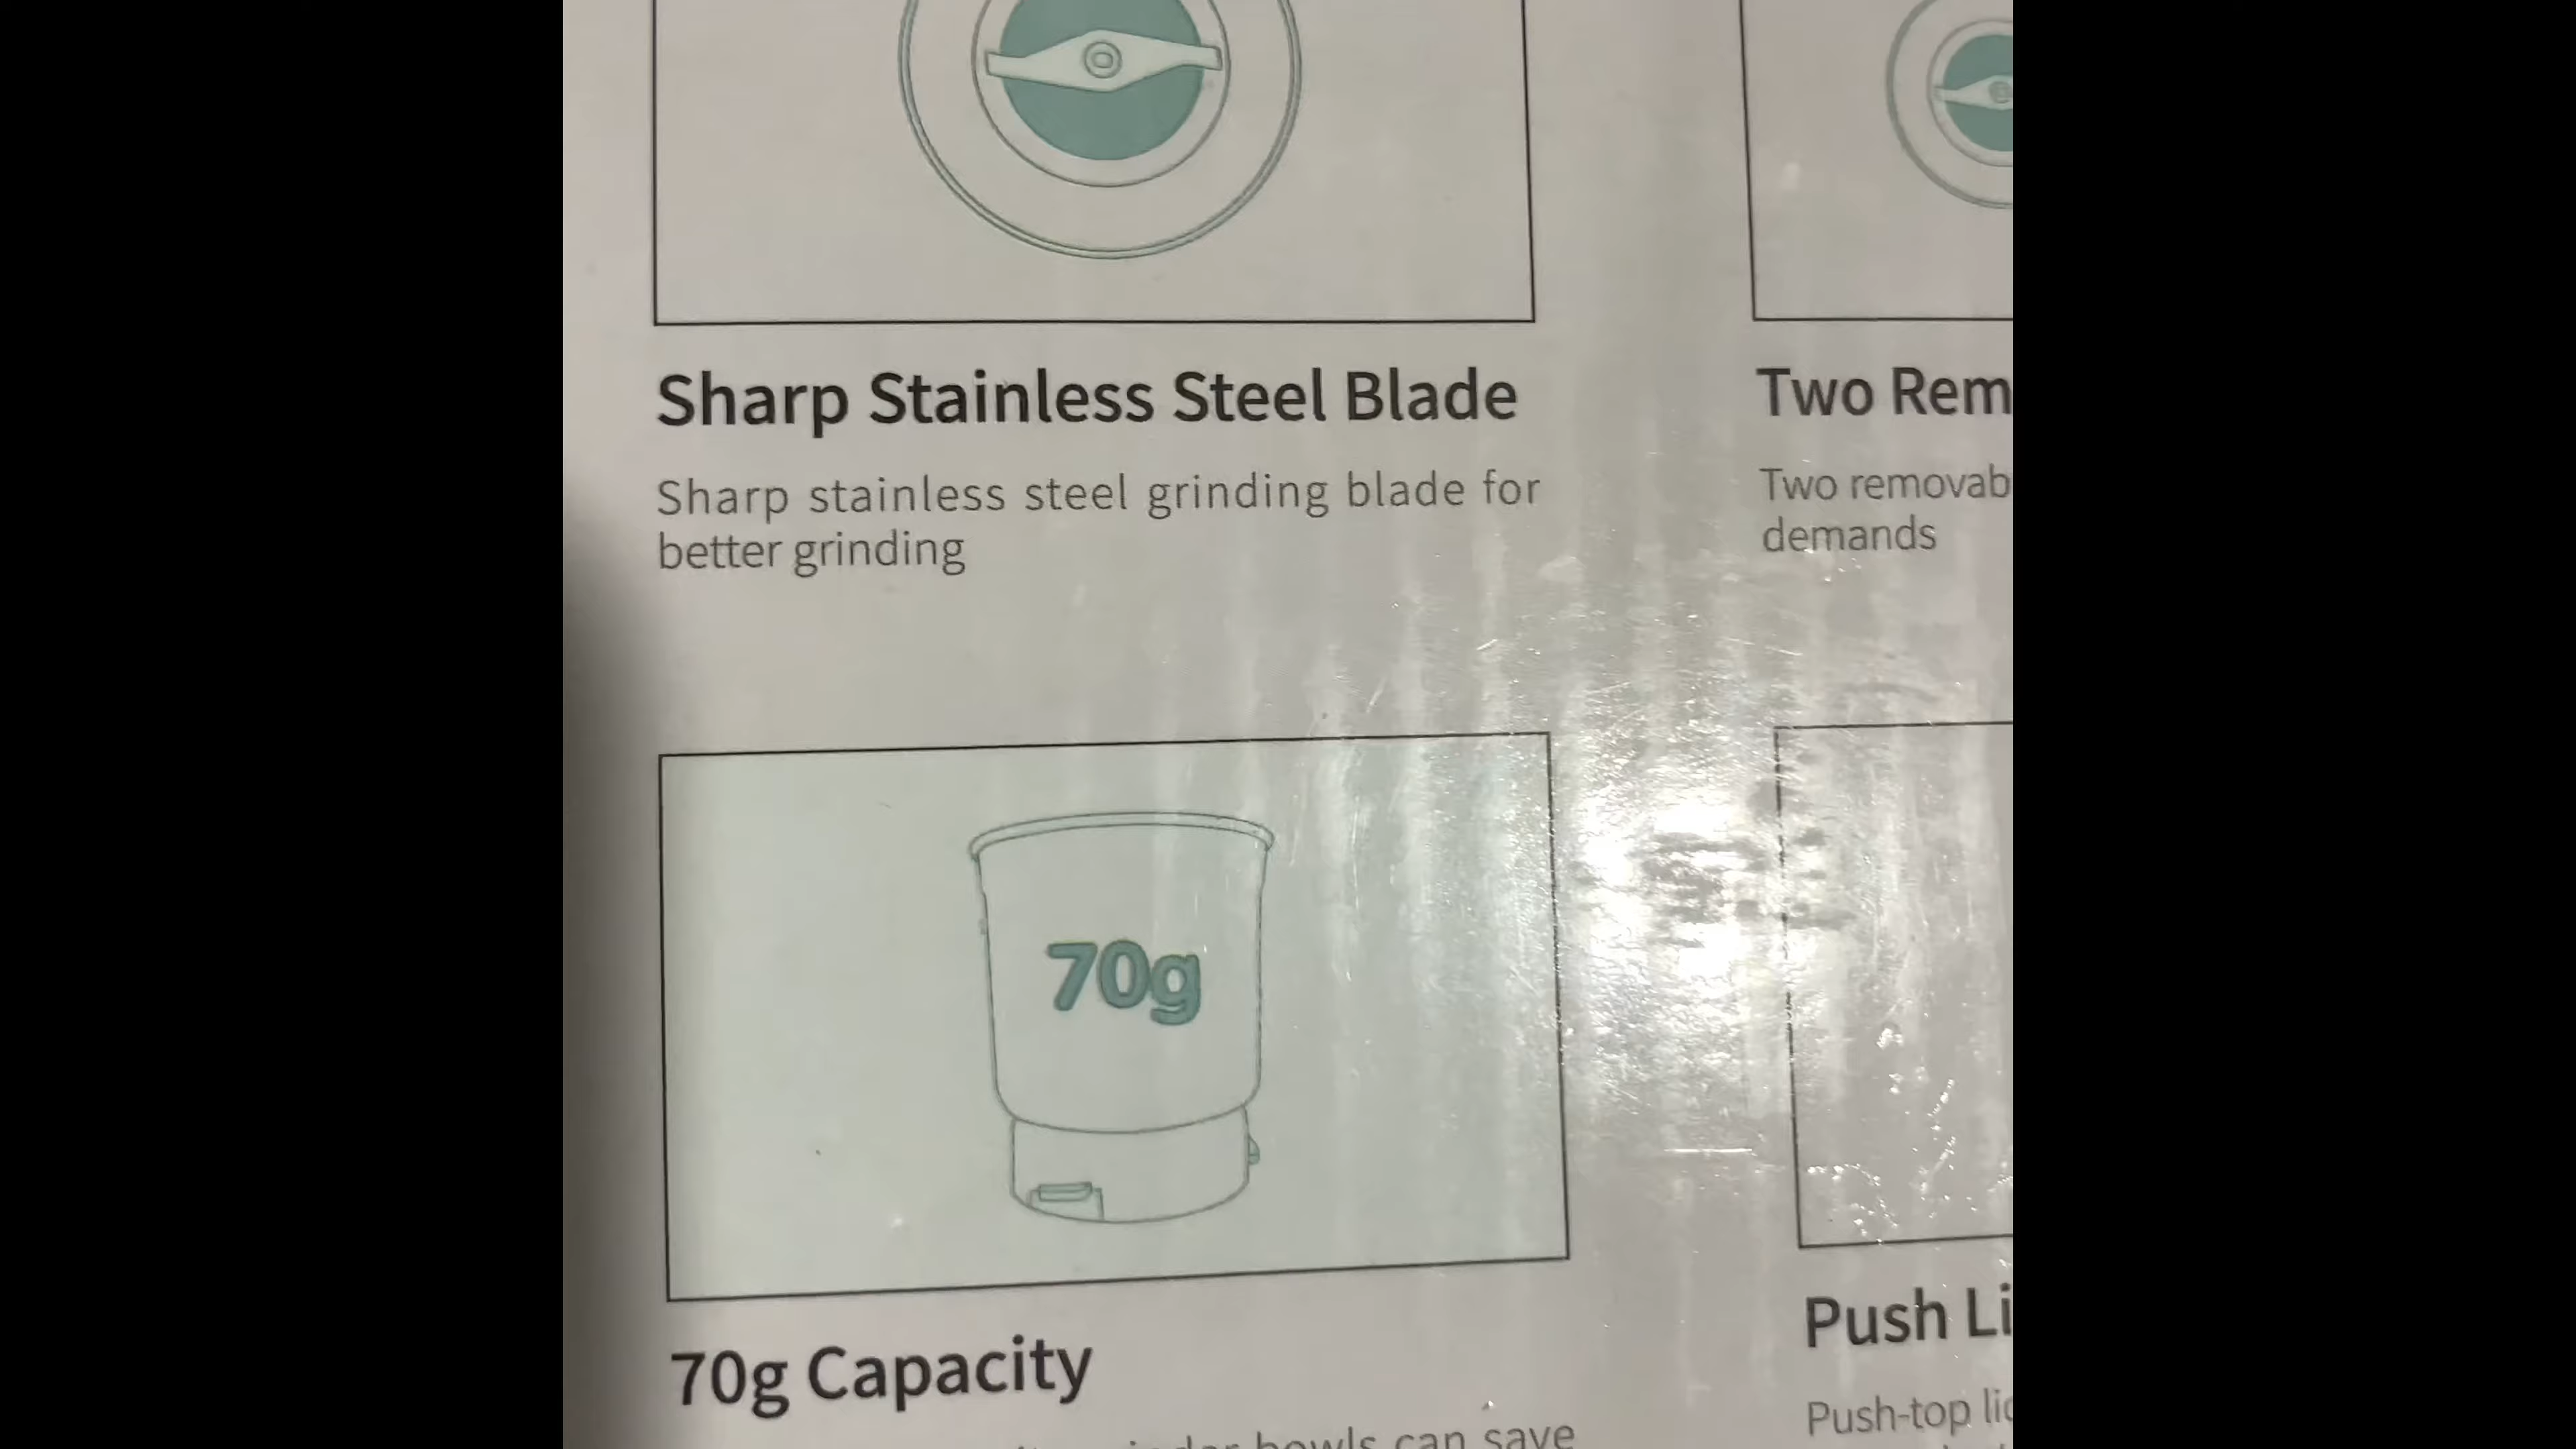 Sharp Stainless Steel Blade
Sharp stainless steel grinding blade for
better grinding
Two Rem
Two removab
demands
70g
70g Capacity
bowls can save
Push Li
Push-top